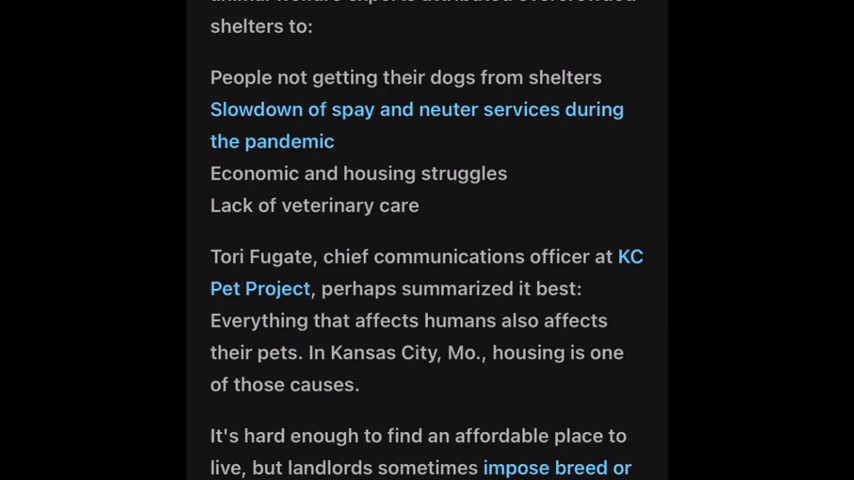 shelters to:
People not getting their dogs from shelters
Slowdown of spay and neuter services during
the pandemic
Economic and housing struggles
Lack of veterinary care
Tori Fugate, chief communications officer at KC
Pet Project, perhaps summarized it best:
Everything that affects humans also affects
their pets. In Kansas City, Mo., housing is one
of those causes.
It's hard enough to find an affordable place to
live, but landlords sometimes impose breed or